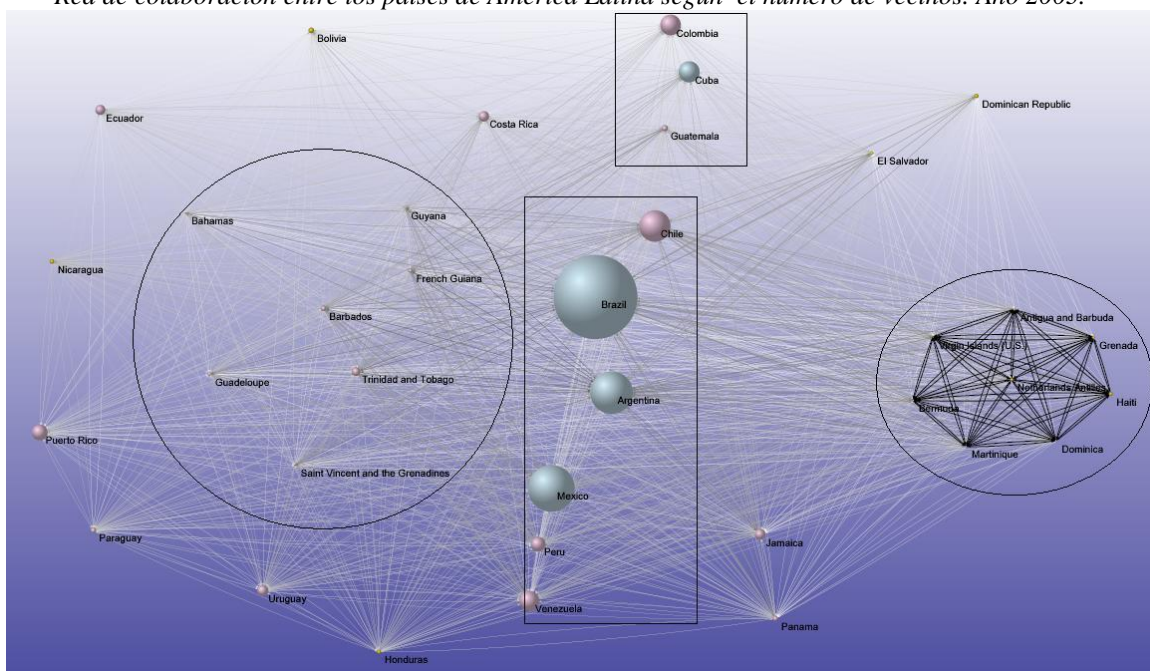 Red de colaboración entre los países de América Latina según el número de vecinos. Año 2003.
Bolivia
Colombia
Cuba
Dominican Republic
Ecuador
Costa Rica
Guatemala
El Salvador
Bahamas
Guyana
Chile
Nicaragua
French Guiana
Brazil
Barbados
Antigua and Barbuda
Virgin Islands (U.S.)
Grenada
Guadeloupe
Trinidad and Tobago
Netherlands Antilles
Argentina
Bermuda
Haiti
Puerto Rico
Martinique
Dominica
Saint Vincent and the Grenadines
Mexico
Paraguay
Jamaica
Peru
Uruguay
Venezuela
Panama
Honduras